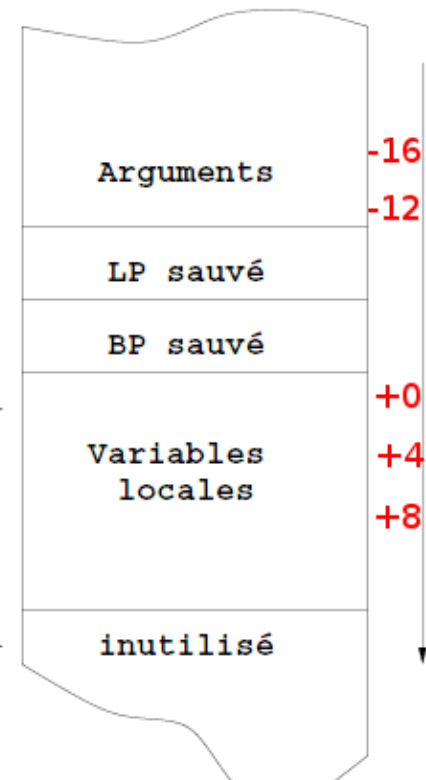 -16
Arguments
-12
LP sauvé
BP sauvé
+0
Variables +4
locales
+8
inutilisé